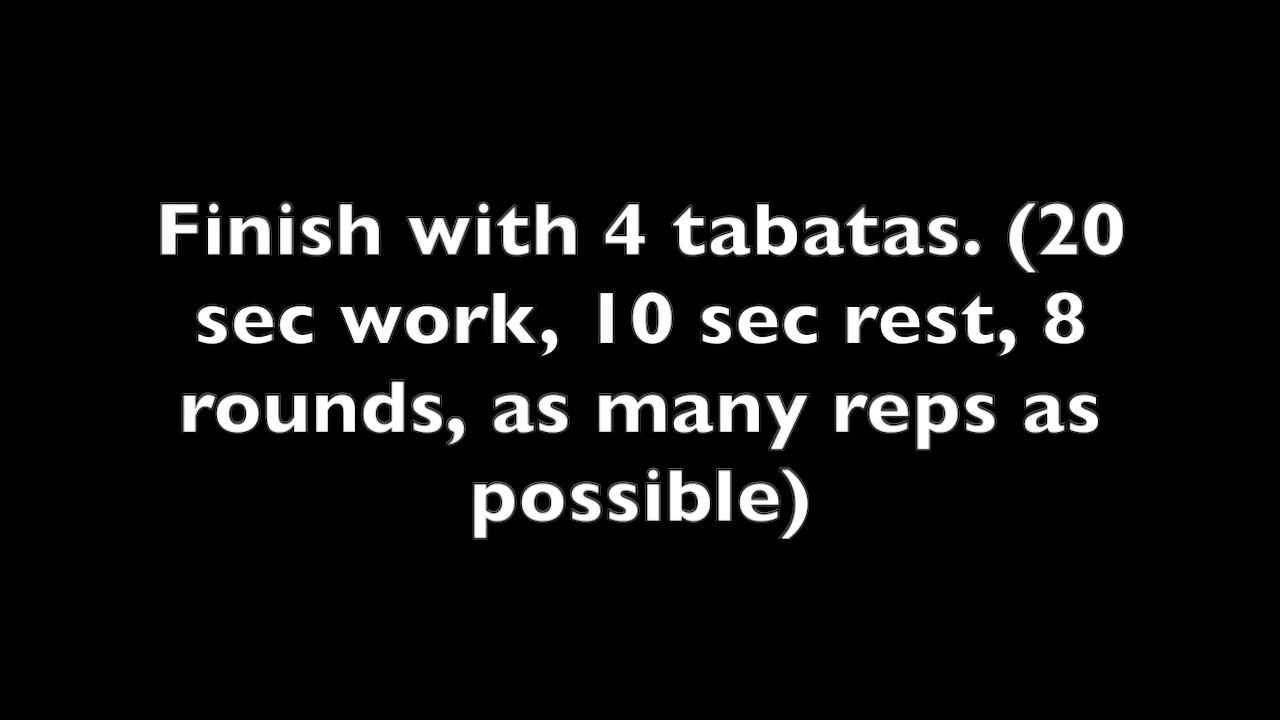 Finish with 4 tabatas. (20
sec work, 10 sec rest, 8
rounds, as many reps as
possible)